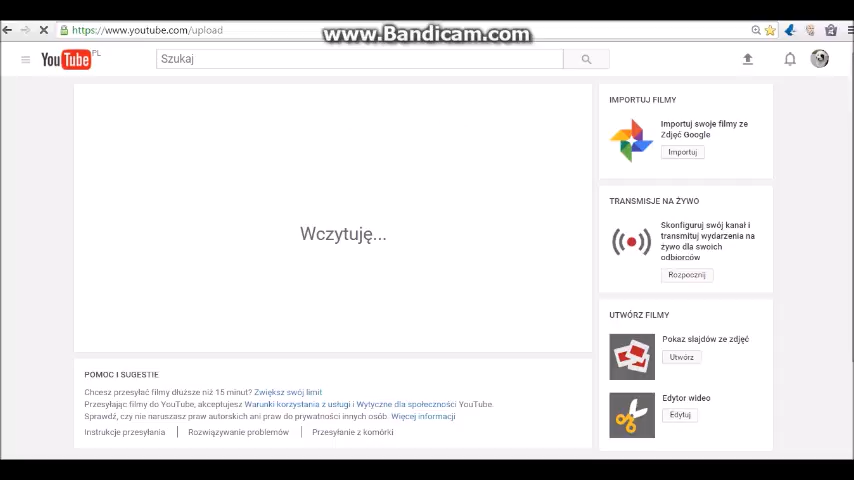 https://www.youtube.com/upload
www.Bandicam.com
YouTube PL
Szukaj
Wczytuję...
IMPORTUJ FILMY
Importuj swoje filmy ze
Zdjęć Google
Importuj
TRANSMISJE NA ŻYWO
Skonfiguruj swój kanał i
transmituj wydarzenia na
żywo dla swoich
odbiorców
Rozpocznij
UTWÓRZ FILMY
Pokaz slajdów ze zdjęć
Utwórz
Edytor wideo
Edytuj
POMOC I SUGESTIE
Chcesz przesyłać filmy dłuższe niż 15 minut? Zwiększ swój limit
Przesyłając filmy do YouTube, akceptujesz Warunki korzystania z usługi i Wytyczne dla społeczności YouTube.
Sprawdź, czy nie naruszasz praw autorskich ani praw do prywatności innych osób. Więcej informacji
Instrukcje przesyłania
Rozwiązywanie problemów
Przesyłanie z komórki